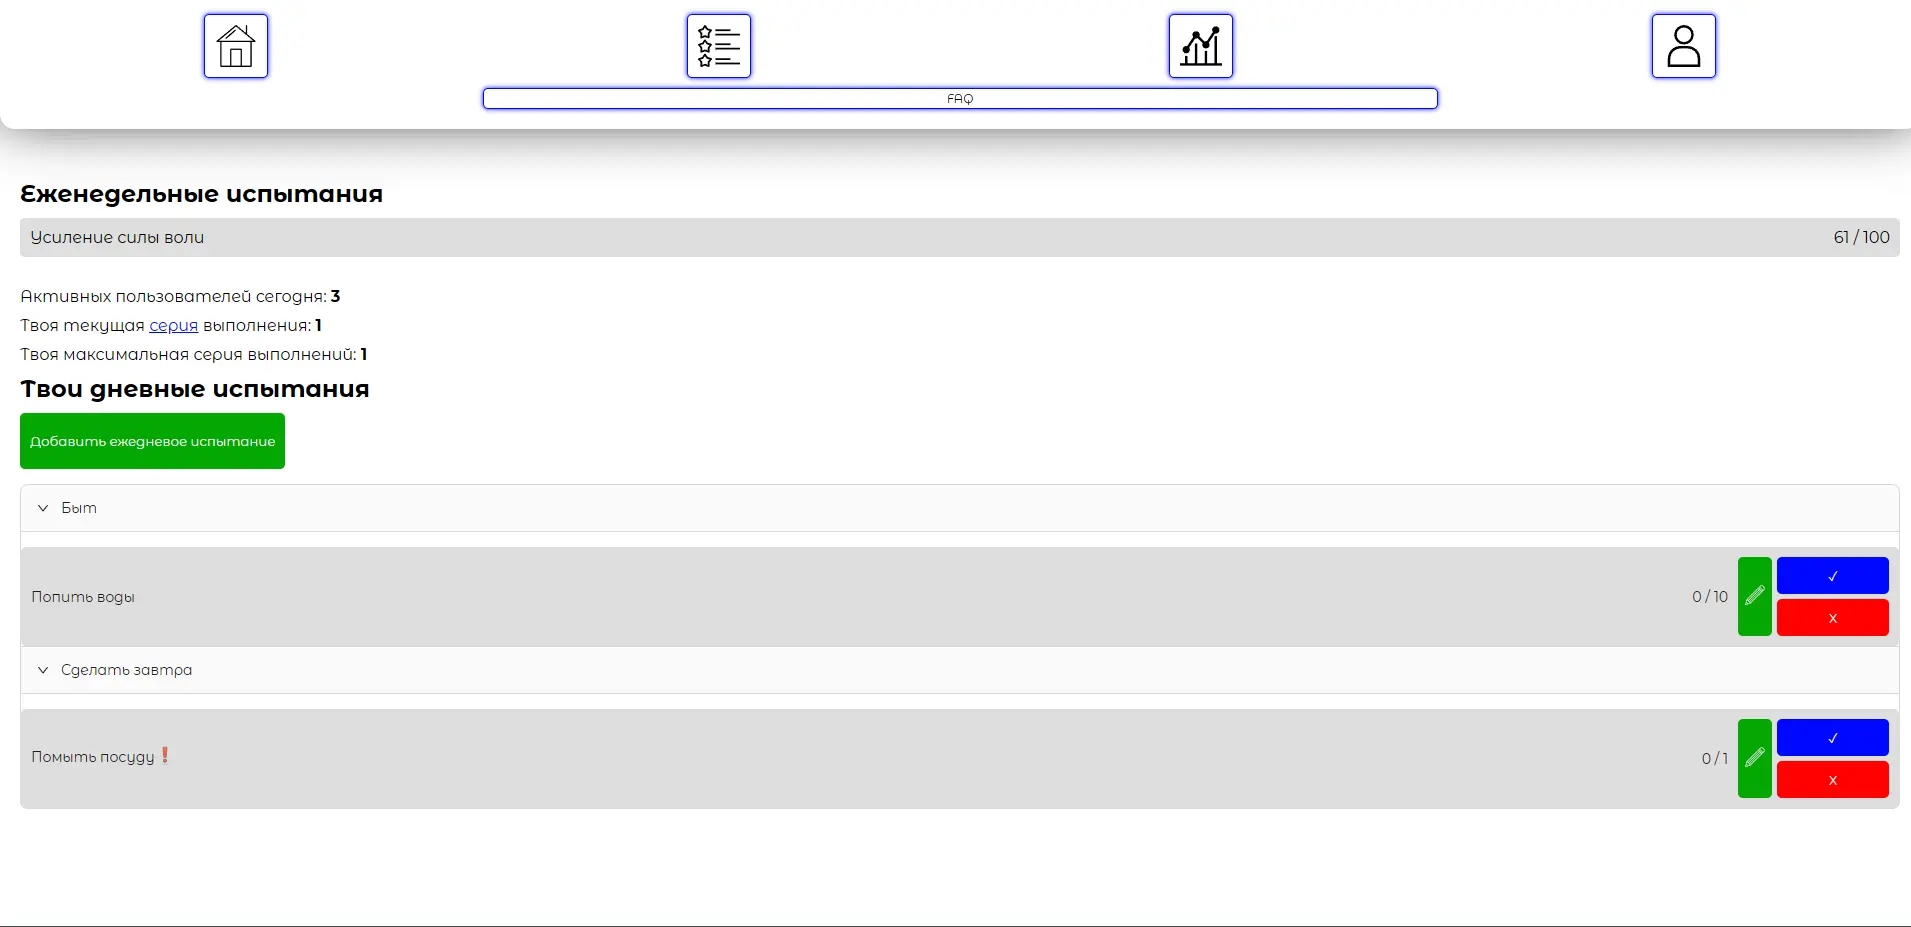 FAQ
Еженедельные испытания
Усиление силы воли 61 / 100
Активных пользователей сегодня: 3
Твоя текущая серия выполнения: 1
Твоя максимальная серия выполнений: 1
Твои дневные испытания
Добавить ежедневое испытание
Быт
Попить воды 0 / 10 ✓
X
Сделать завтра
Помыть посуду❗ 0 / 1 ✓
X